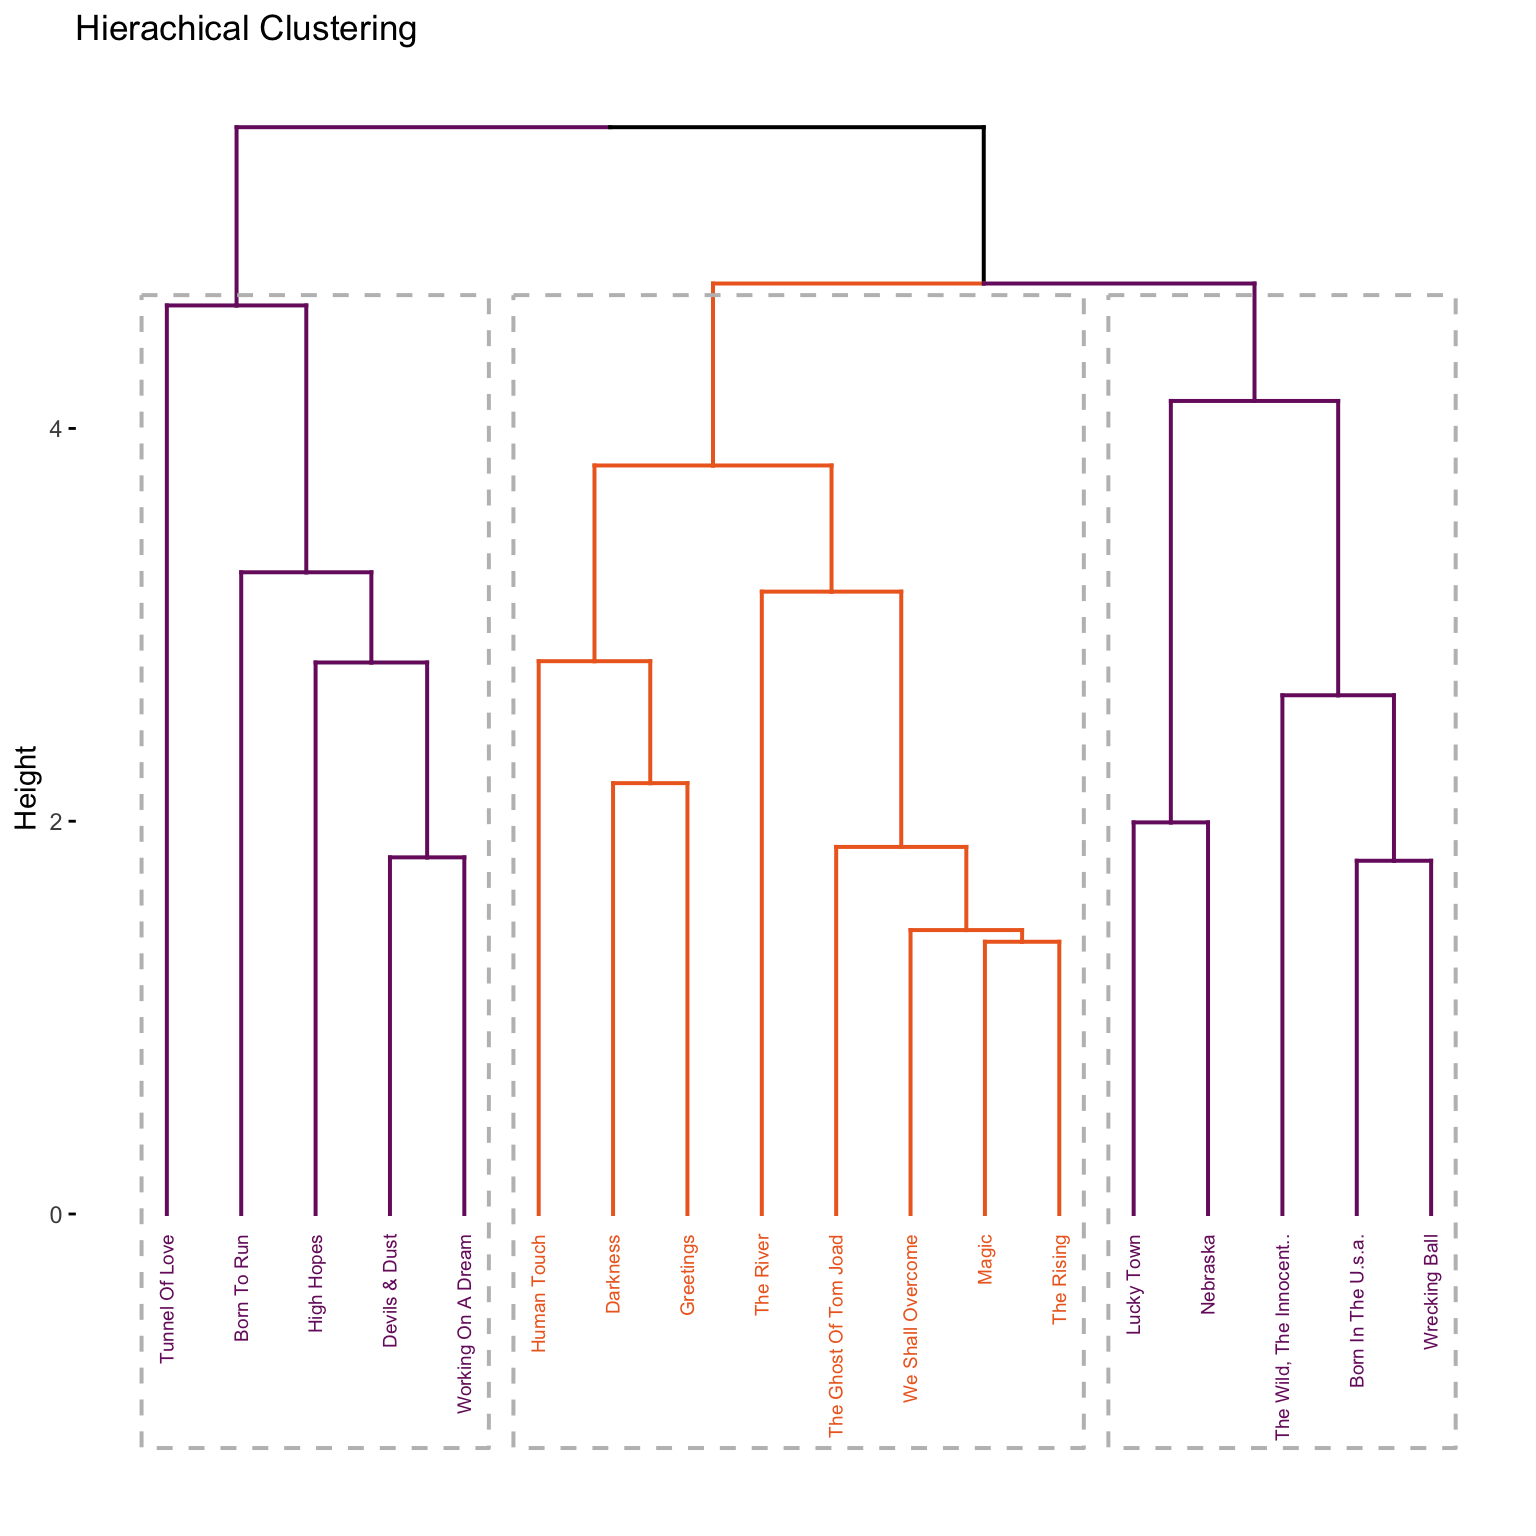 Hierachical Clustering
Height
4
2
0
Tunnel Of Love
Born To Run
High Hopes
Devils & Dust
Working On A Dream
Human Touch
Darkness
Greetings
The River
The Ghost Of Tom Joad
We Shall Overcome
Magic
The Rising
Lucky Town
Nebraska
The Wild, The Innocent..
Born In The U.s.a.
Wrecking Ball